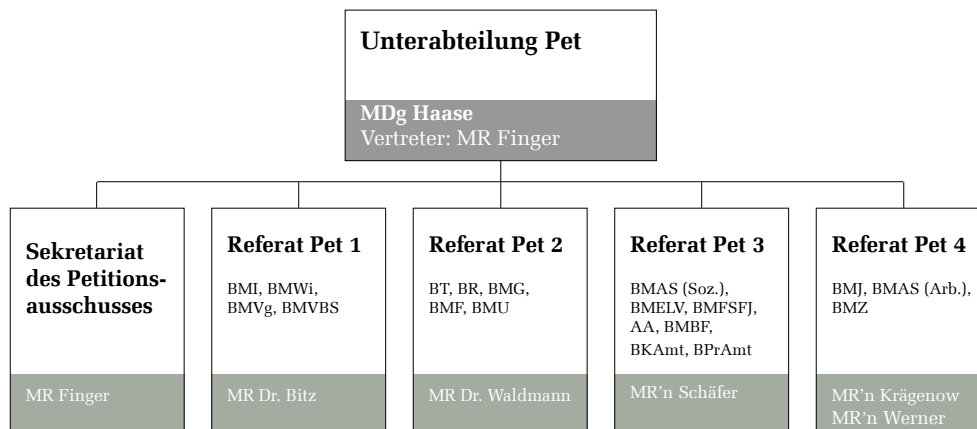 Unterabteilung Pet
MDg Haase
Vertreter: MR Finger
Sekretariat
des Petitions-
ausschusses
MR Finger
Referat Pet 1
BMI, BMWi,
BMVg, BMVBS
MR Dr. Bitz
Referat Pet 2
BT, BR, BMG,
BMF, BMU
MR Dr. Waldmann
Referat Pet 3
BMAS (Soz.),
BMELV, BMFSFJ,
AA, BMBF,
BKAmt, BPrAmt
MR'n Schäfer
Referat Pet 4
BMJ, BMAS (Arb.),
BMZ
MR'n Krägenow
MR'n Werner